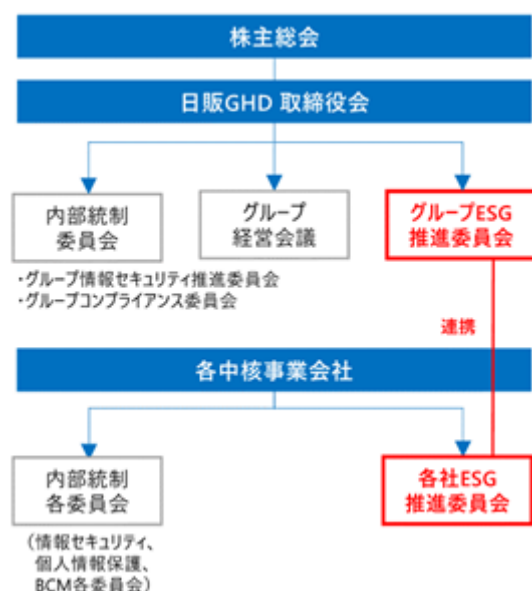 株主総会
日販GHD 取締役会
内部統制
委員会
グループ
経営会議
グループESG
推進委員会
・グループ情報セキュリティ推進委員会
・グループコンプライアンス委員会
連携
各中核事業会社
内部統制
各委員会
各社ESG
推進委員会
（情報セキュリティ、
個人情報保護、
BCM各委員会）